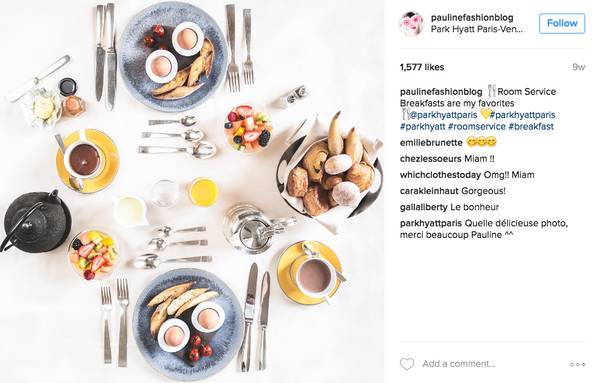 paulinefashionblog
Park Hyatt Paris-Ven...
Follow
1,577 likes
9w
paulinefashionblog 🍴Room Service
Breakfasts are my favorites
🍴@parkhyattparis 💛#parkhyattparis
#parkhyatt #roomservice #breakfast
emiliebrunette 😋😋😋
chezlessoeurs Miam !!
whichclothestoday Omg!! Miam
carakleinhaut Gorgeous!
gallaliberty Le bonheur
parkhyattparis Quelle délicieuse photo,
merci beaucoup Pauline ^^
Add a comment...